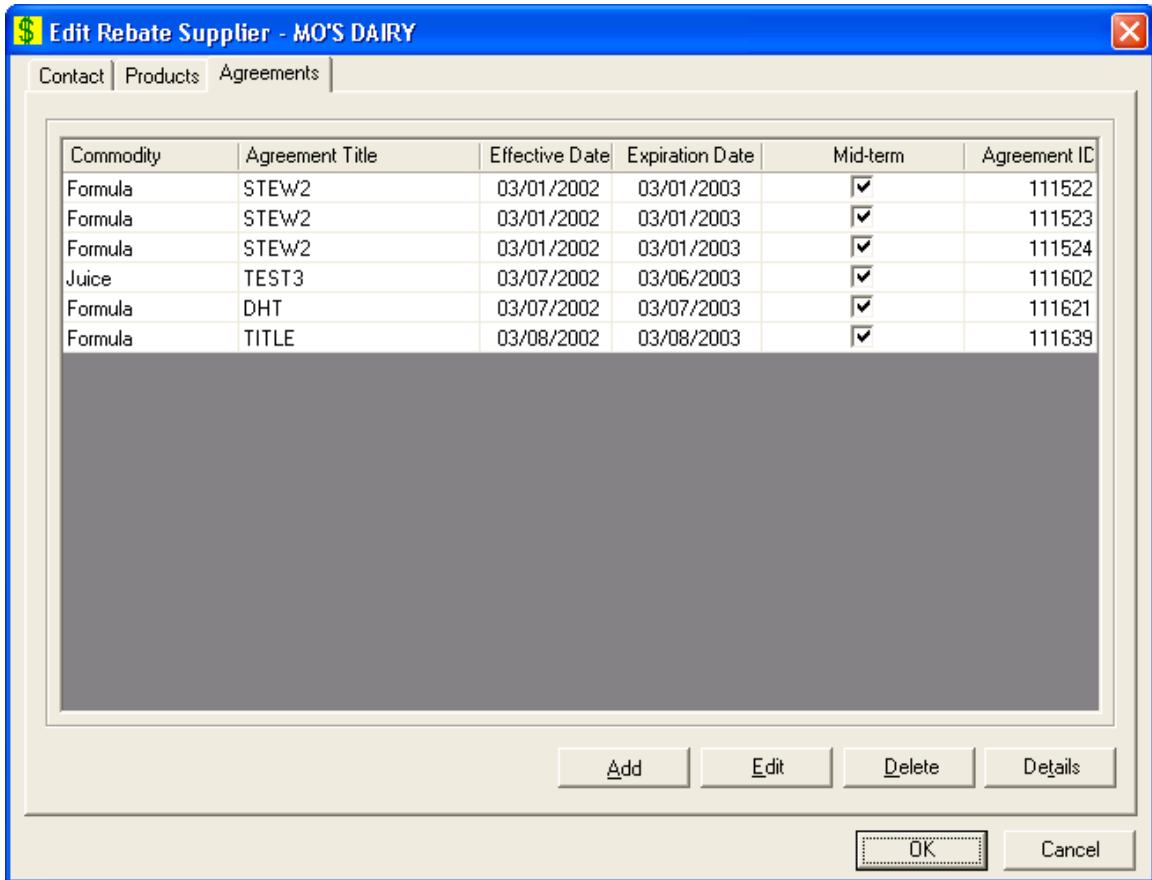 $ Edit Rebate Supplier - MO'S DAIRY
Contact Products Agreements
Commodity Agreement Title Effective Date Expiration Date Mid-term Agreement ID
Formula STEW2 03/01/2002 03/01/2003 111522
Formula STEW2 03/01/2002 03/01/2003 111523
Formula STEW2 03/01/2002 03/01/2003 111524
Juice TEST3 03/07/2002 03/06/2003 111602
Formula DHT 03/07/2002 03/07/2003 111621
Formula TITLE 03/08/2002 03/08/2003 111639
Add Edit Delete Details
OK Cancel